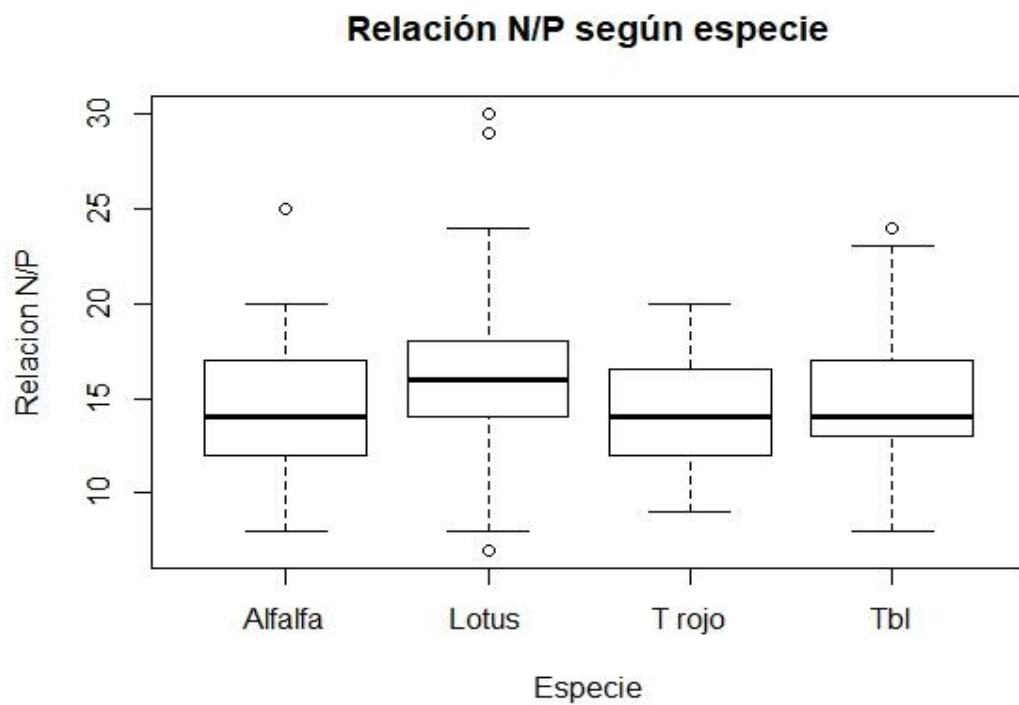 Relación N/P según especie
Relacion N/P
30
25
20
15
10
Alfalfa Lotus T rojo Tbl
Especie